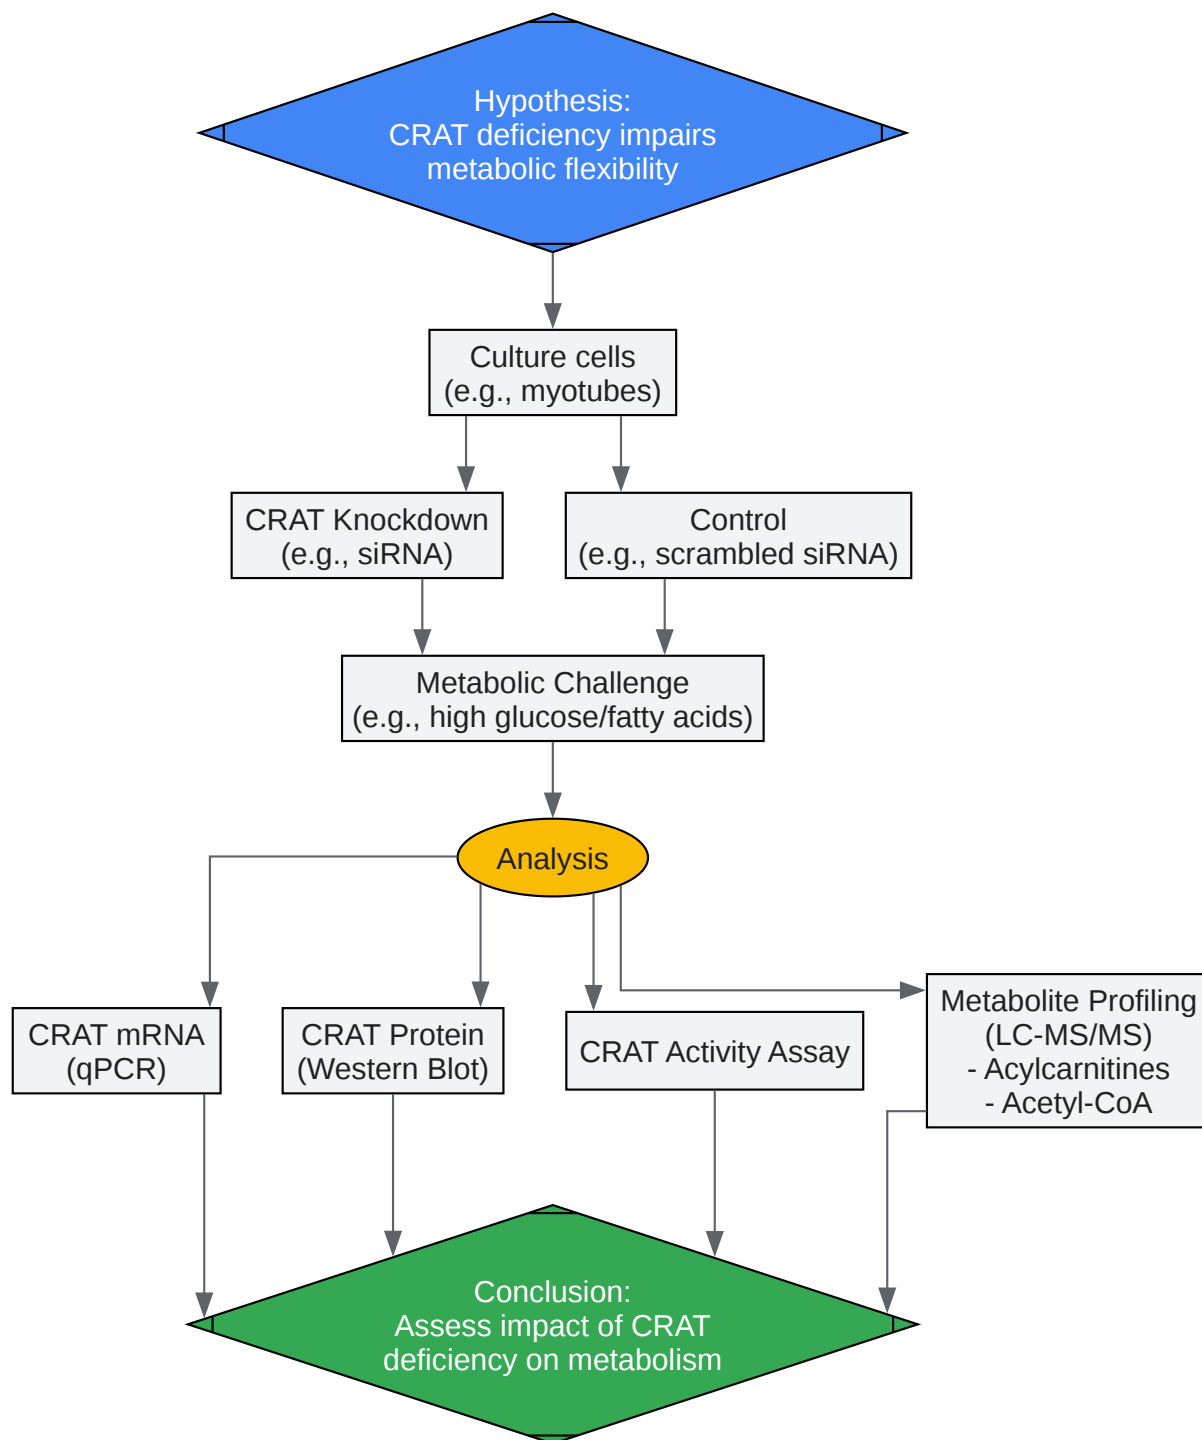 Hypothesis:
CRAT deficiency impairs
metabolic flexibility
Culture cells
(e.g., myotubes)
CRAT Knockdown
(e.g., siRNA)
Control
(e.g., scrambled siRNA)
Metabolic Challenge
(e.g., high glucose/fatty acids)
Analysis
CRAT mRNA
(qPCR)
CRAT Protein
(Western Blot)
CRAT Activity Assay
Metabolite Profiling
(LC-MS/MS)
- Acylcarnitines
- Acetyl-CoA
Conclusion:
Assess impact of CRAT
deficiency on metabolism